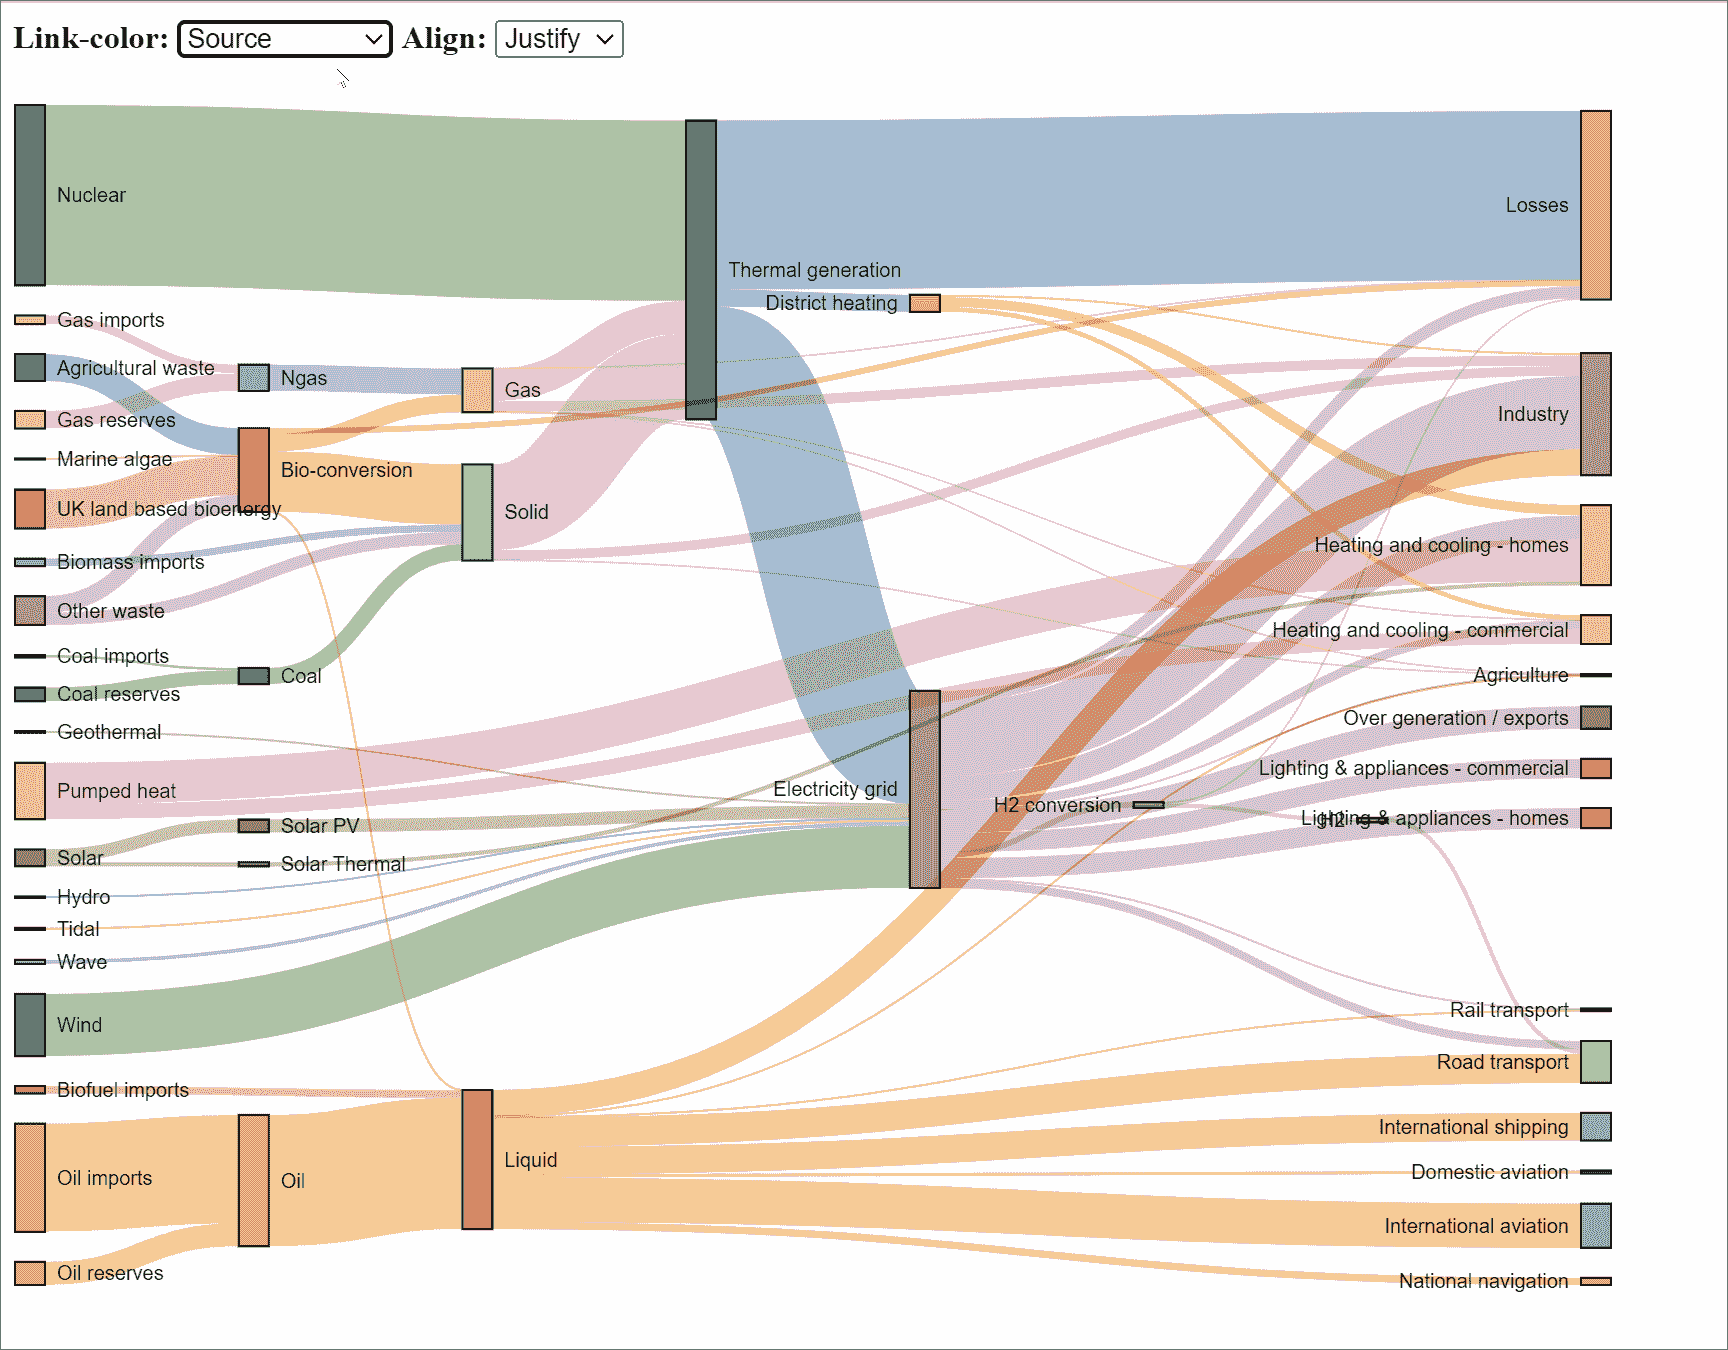 Link-color: Source Align: Justify
Nuclear
Losses
Thermal generation
District heating
Gas imports
Agricultural waste
Ngas
Gas
Gas reserves
Industry
Marine algae
Bio-conversion
UK land based bioenergy
Solid
Heating and cooling - homes
Biomass imports
Other waste
Heating and cooling - commercial
Coal imports
Coal
Agriculture
Coal reserves
Over generation / exports
Geothermal
Lighting & appliances - commercial
Pumped heat
Electricity grid
H2 conversion
H2
Lighting & appliances - homes
Solar PV
Solar
Solar Thermal
Hydro
Tidal
Wave
Rail transport
Wind
Road transport
Biofuel imports
International shipping
Liquid
Domestic aviation
Oil imports
Oil
International aviation
Oil reserves
National navigation